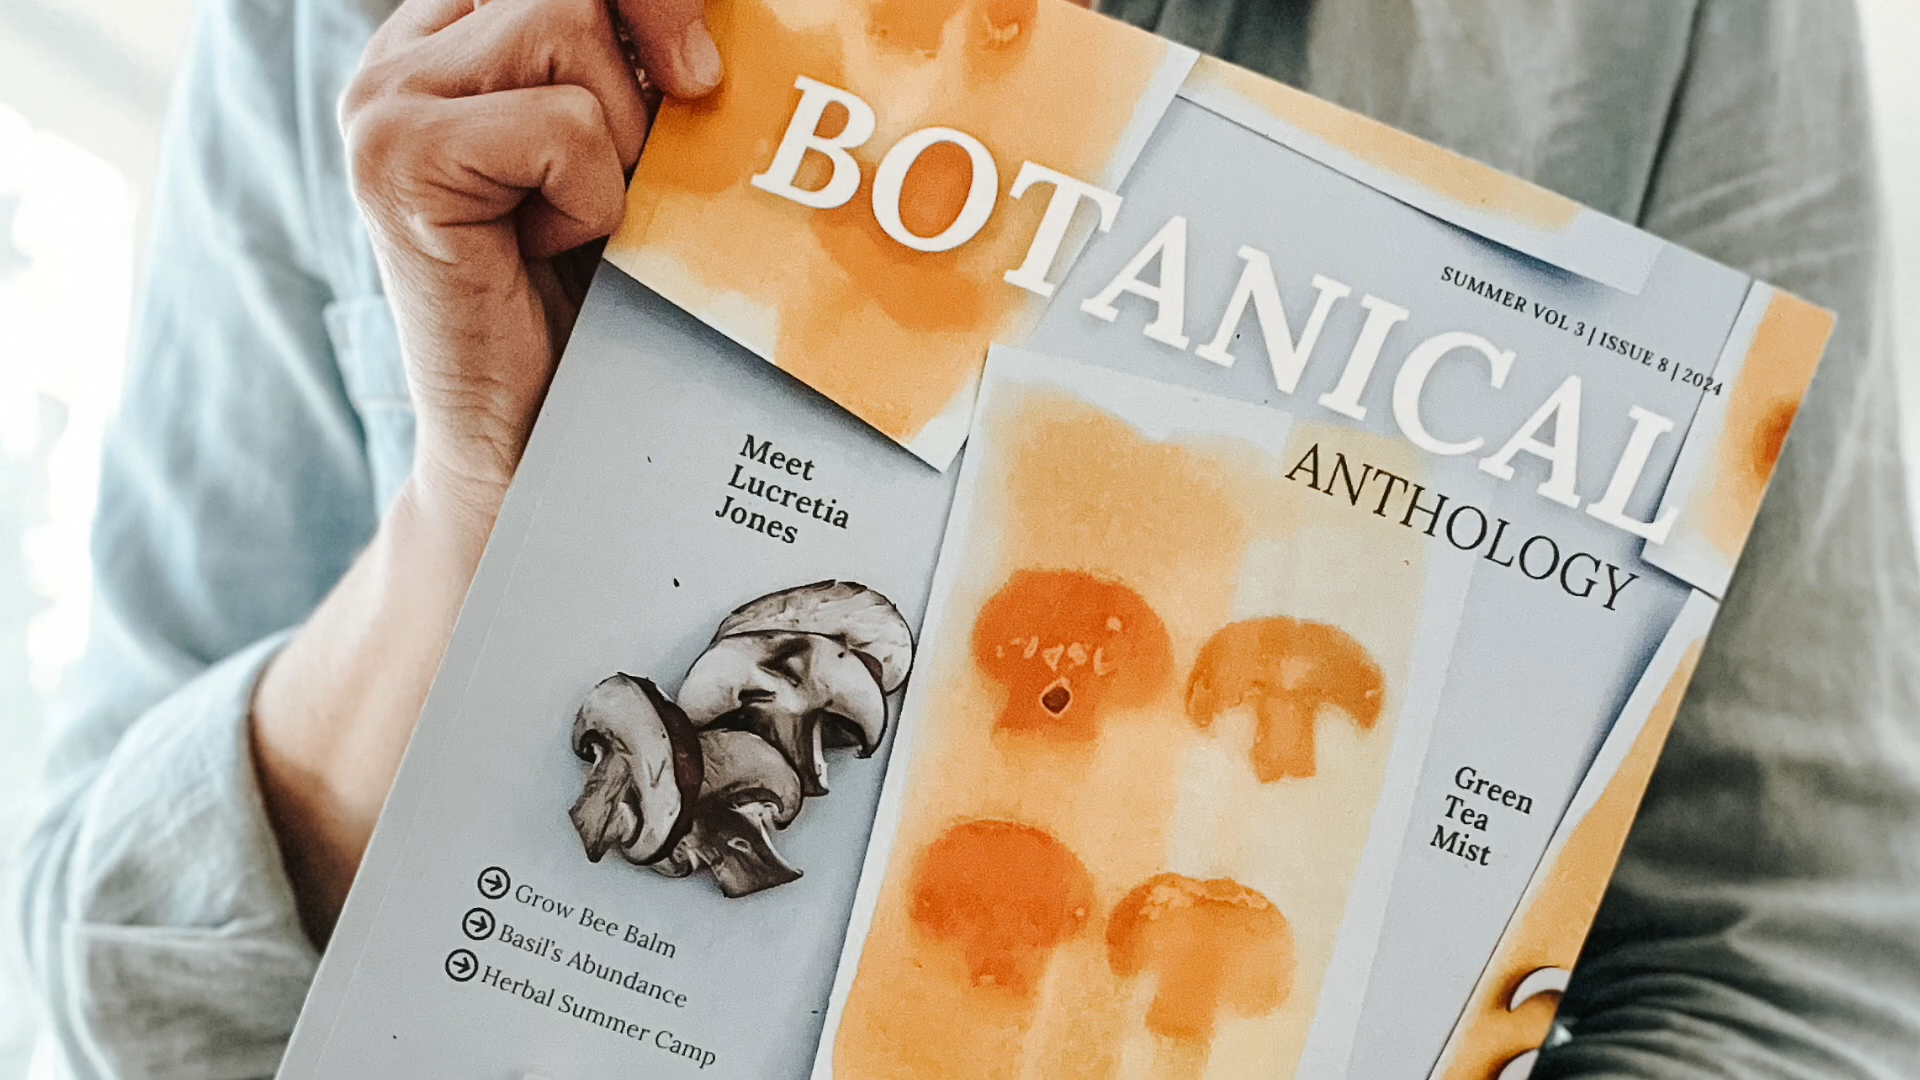 BOTANICAL
SUMMER VOL 3 | ISSUE 8 | 2024
ANTHOLOGY
Meet
Lucretia
Jones
Green
Tea
Mist
Grow Bee Balm
Basil's Abundance
Herbal Summer Camp